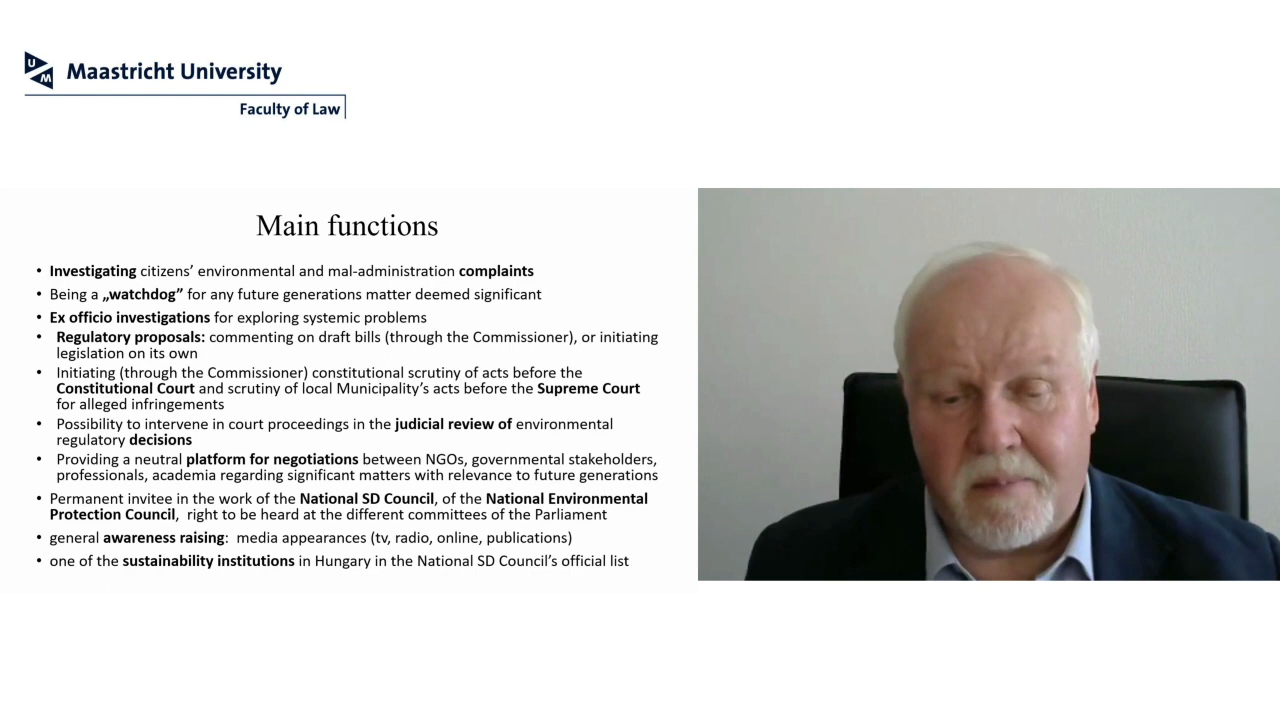 U
M
Maastricht University
Faculty of Law
Main functions
• Investigating citizens’ environmental and mal-administration complaints
• Being a „watchdog” for any future generations matter deemed significant
• Ex officio investigations for exploring systemic problems
• Regulatory proposals: commenting on draft bills (through the Commissioner), or initiating
legislation on its own
• Initiating (through the Commissioner) constitutional scrutiny of acts before the
Constitutional Court and scrutiny of local Municipality’s acts before the Supreme Court
for alleged infringements
• Possibility to intervene in court proceedings in the judicial review of environmental
regulatory decisions
• Providing a neutral platform for negotiations between NGOs, governmental stakeholders,
professionals, academia regarding significant matters with relevance to future generations
• Permanent invitee in the work of the National SD Council, of the National Environmental
Protection Council, right to be heard at the different committees of the Parliament
• general awareness raising: media appearances (tv, radio, online, publications)
• one of the sustainability institutions in Hungary in the National SD Council’s official list